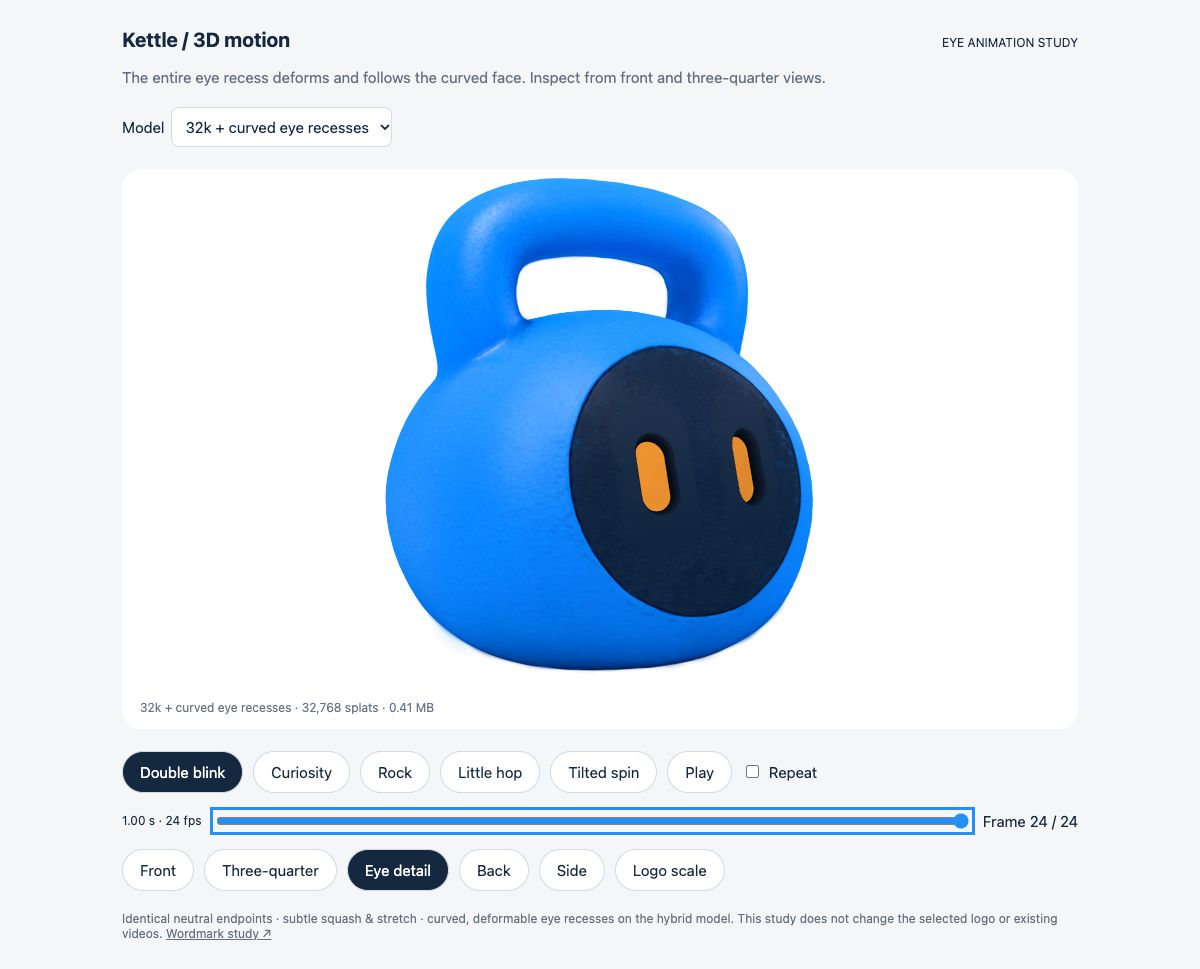 Kettle / 3D motion
EYE ANIMATION STUDY
The entire eye recess deforms and follows the curved face. Inspect from front and three-quarter views.
Model
32k + curved eye recesses
32k + curved eye recesses · 32,768 splats · 0.41 MB
Double blink
Curiosity
Rock
Little hop
Tilted spin
Play
Repeat
1.00 s · 24 fps
Frame 24 / 24
Front
Three-quarter
Eye detail
Back
Side
Logo scale
Identical neutral endpoints · subtle squash & stretch · curved, deformable eye recesses on the hybrid model. This study does not change the selected logo or existing
videos. Wordmark study ↗